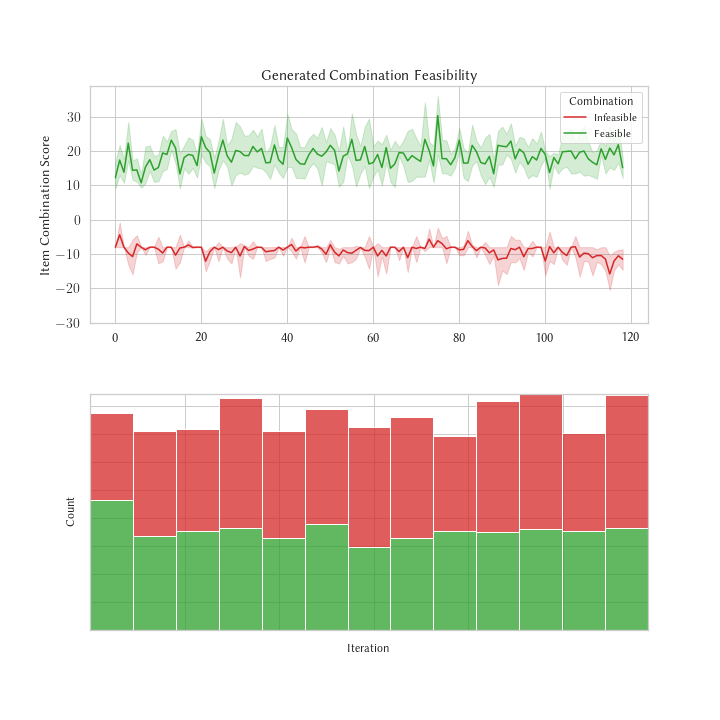 Generated Combination Feasibility
Item Combination Score
30
20
10
0
−10
−20
−30
0
20
40
60
80
100
120
Combination
Infeasible
Feasible
Count
Iteration